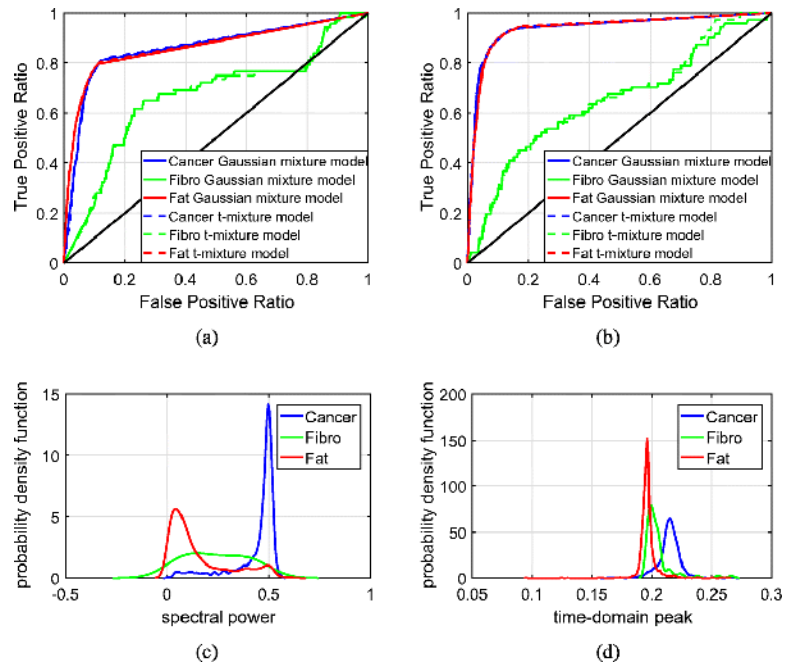 True Positive Ratio
1
0.8
0.6
0.4
0.2
0
Cancer Gaussian mixture model
Fibro Gaussian mixture model
Fat Gaussian mixture model
Cancer t-mixture model
Fibro t-mixture model
Fat t-mixture model
0 0.2 0.4 0.6 0.8 1
False Positive Ratio
(a)
True Positive Ratio
1
0.8
0.6
0.4
0.2
0
Cancer Gaussian mixture model
Fibro Gaussian mixture model
Fat Gaussian mixture model
Cancer t-mixture model
Fibro t-mixture model
Fat t-mixture model
0 0.2 0.4 0.6 0.8 1
False Positive Ratio
(b)
probability density function
15
10
5
0
Cancer
Fibro
Fat
-0.5 0 0.5 1
spectral power
(c)
probability density function
200
150
100
50
0
Cancer
Fibro
Fat
0.05 0.1 0.15 0.2 0.25 0.3
time-domain peak
(d)